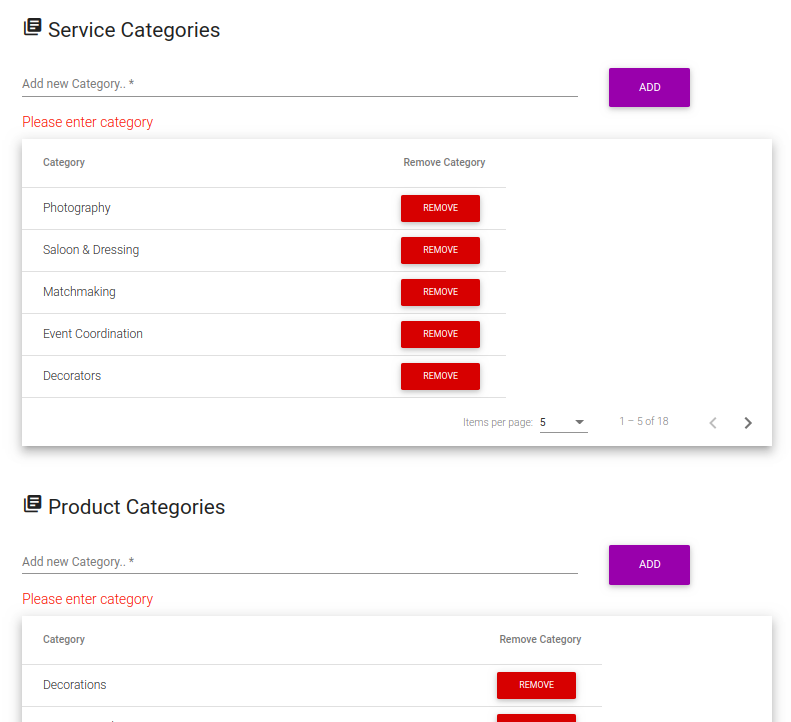 Service Categories
Add new Category.. *
ADD
Please enter category
Category Remove Category
Photography REMOVE
Saloon & Dressing REMOVE
Matchmaking REMOVE
Event Coordination REMOVE
Decorators REMOVE
Items per page: 5 1 – 5 of 18
Product Categories
Add new Category.. *
ADD
Please enter category
Category Remove Category
Decorations REMOVE